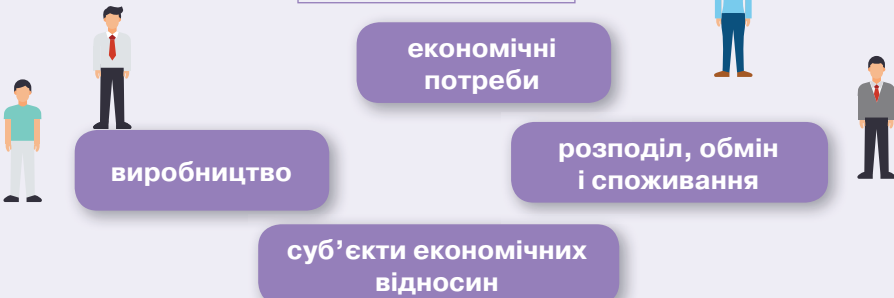 економічні
потреби
виробництво
розподіл, обмін
і споживання
суб’єкти економічних
відносин